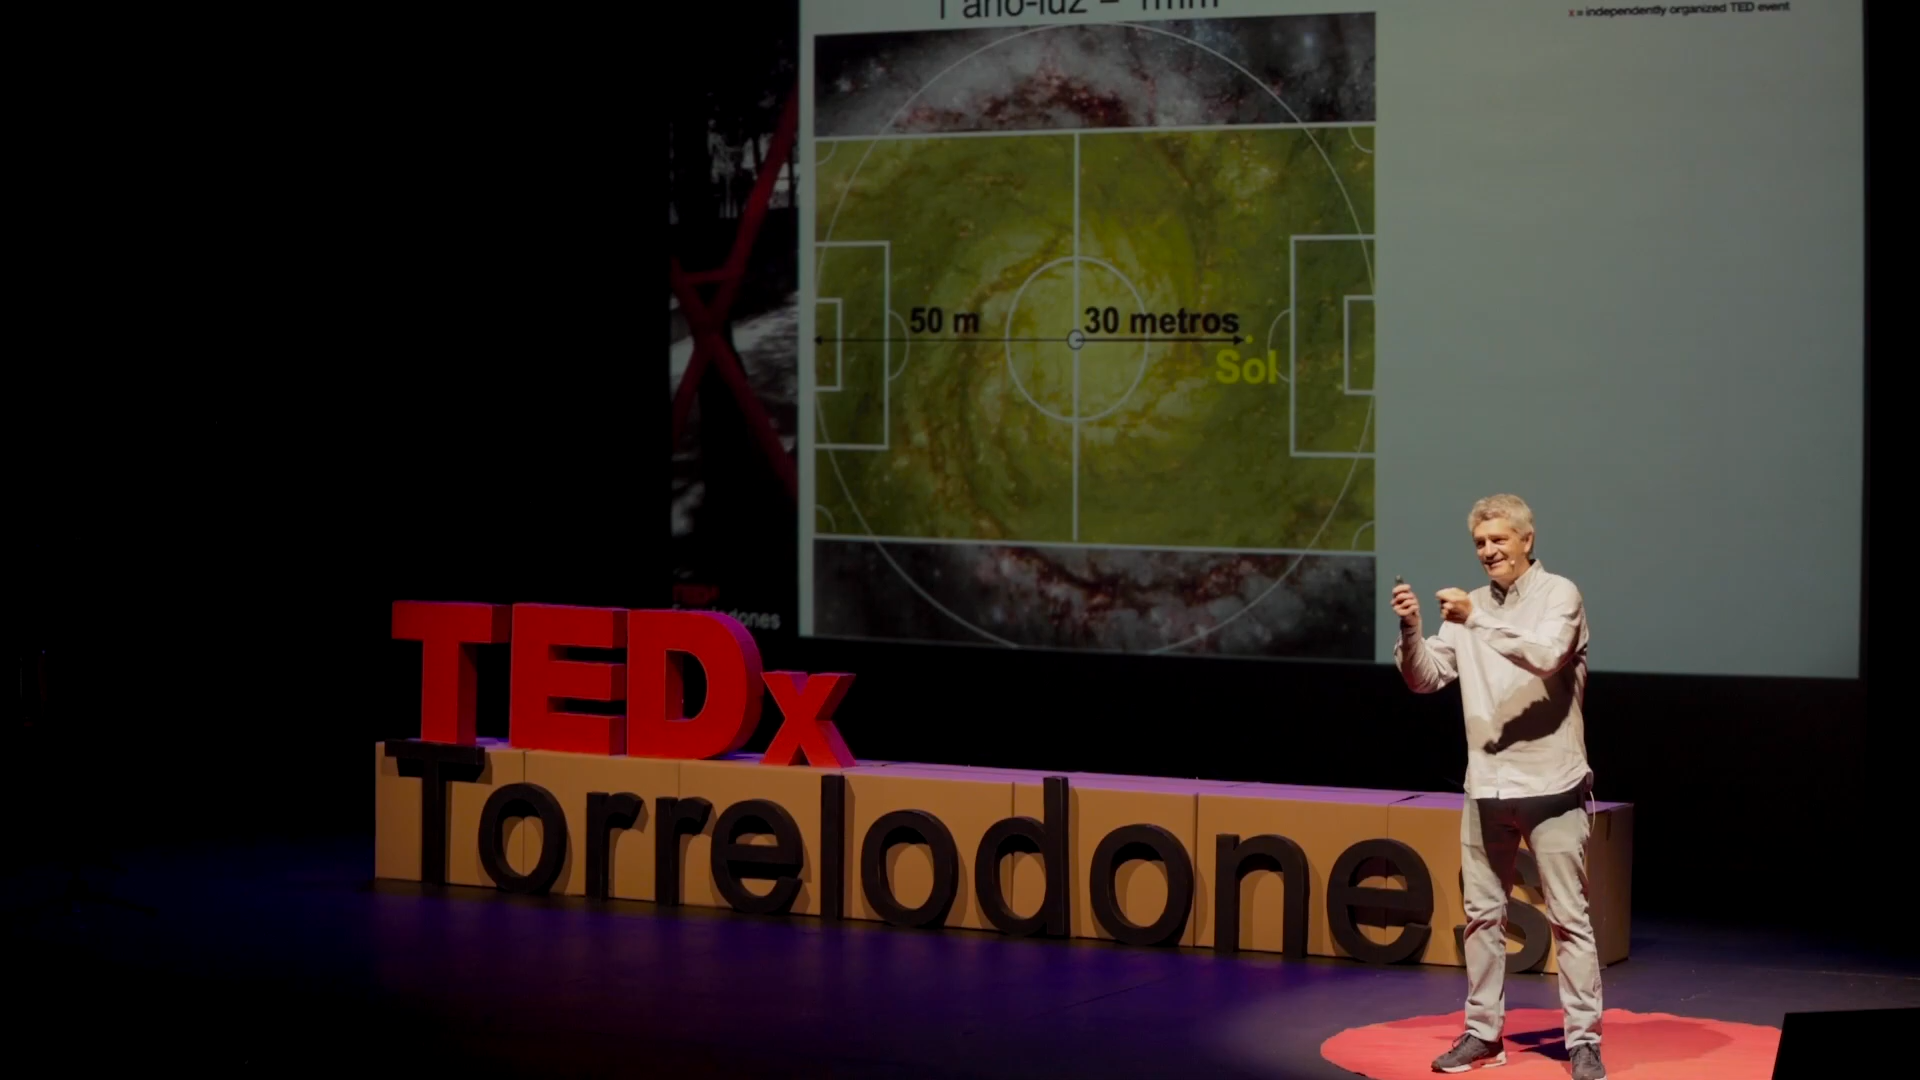 1 año-luz = 1mm
x = independently organized TED event
50 m
30 metros
Sol
TEDx
Torrelodones